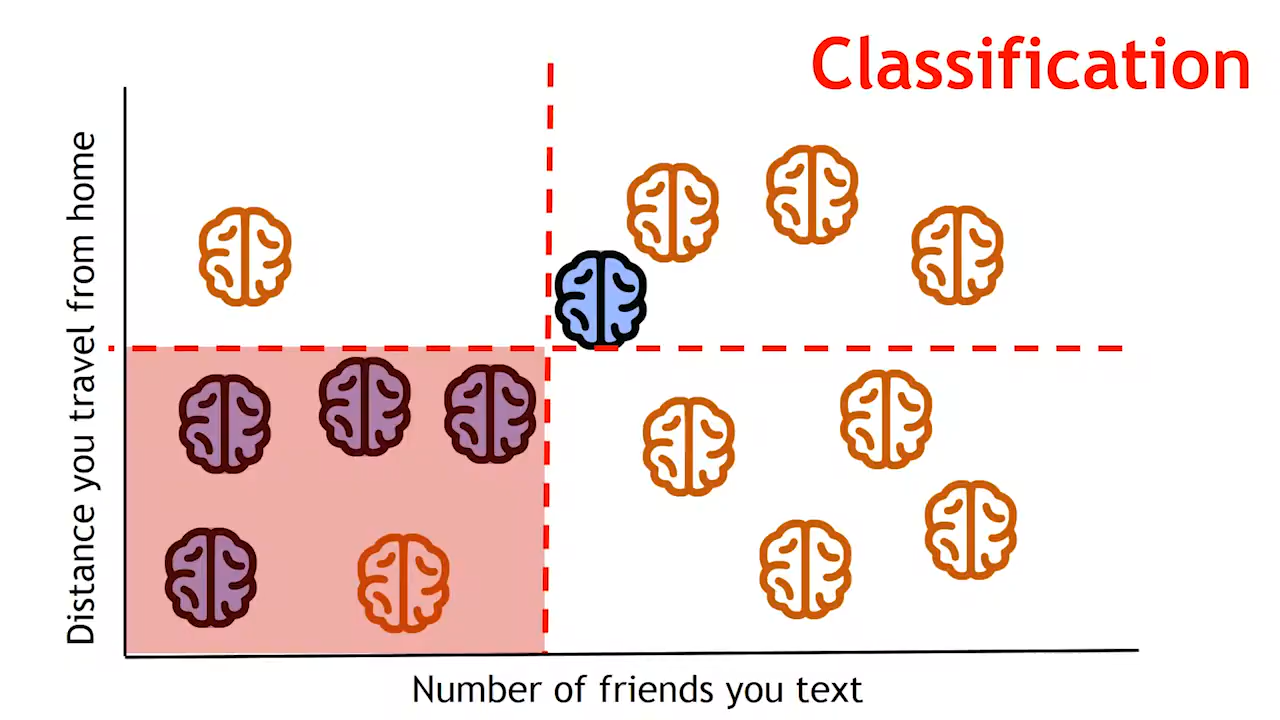 Classification
Distance you travel from home
Number of friends you text